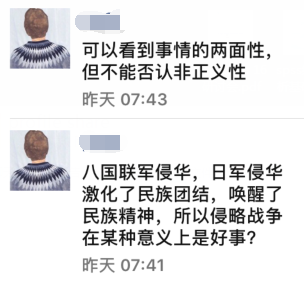 可以看到事情的两面性，
但不能否认非正义性
昨天 07:43
八国联军侵华，日军侵华
激化了民族团结，唤醒了
民族精神，所以侵略战争
在某种意义上是好事？
昨天 07:41